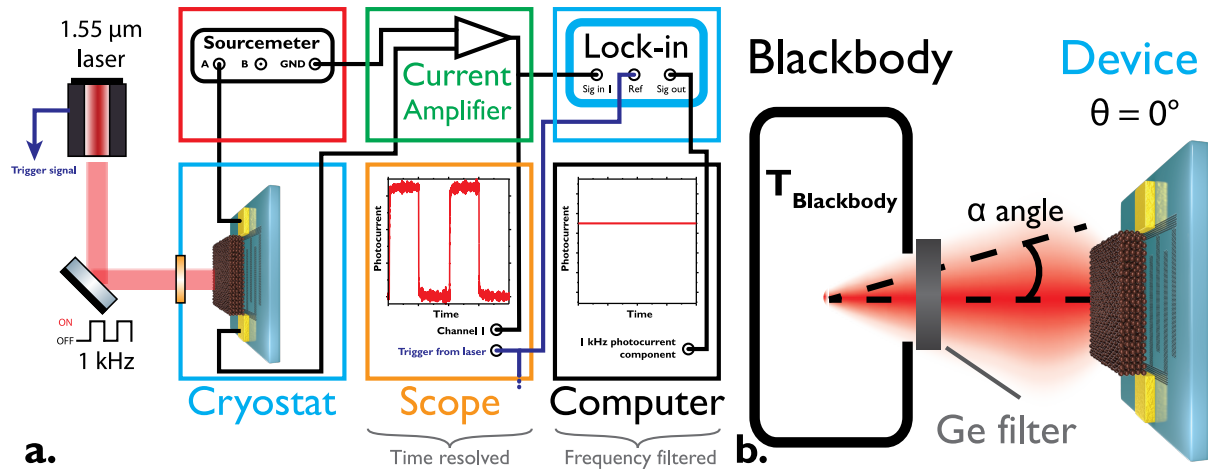 1.55 µm
laser
Trigger signal
ON
OFF
1 kHz
Sourcemeter
A B GND
Current
Amplifier
Lock-in
Sig in I Ref Sig out
Cryostat
Photocurrent
Time
Channel I
Trigger from laser
Scope
Time resolved
Photocurrent
Time
1 kHz photocurrent
component
Computer
Frequency filtered
a.
Blackbody
T Blackbody
Device
θ = 0°
α angle
Ge filter
b.